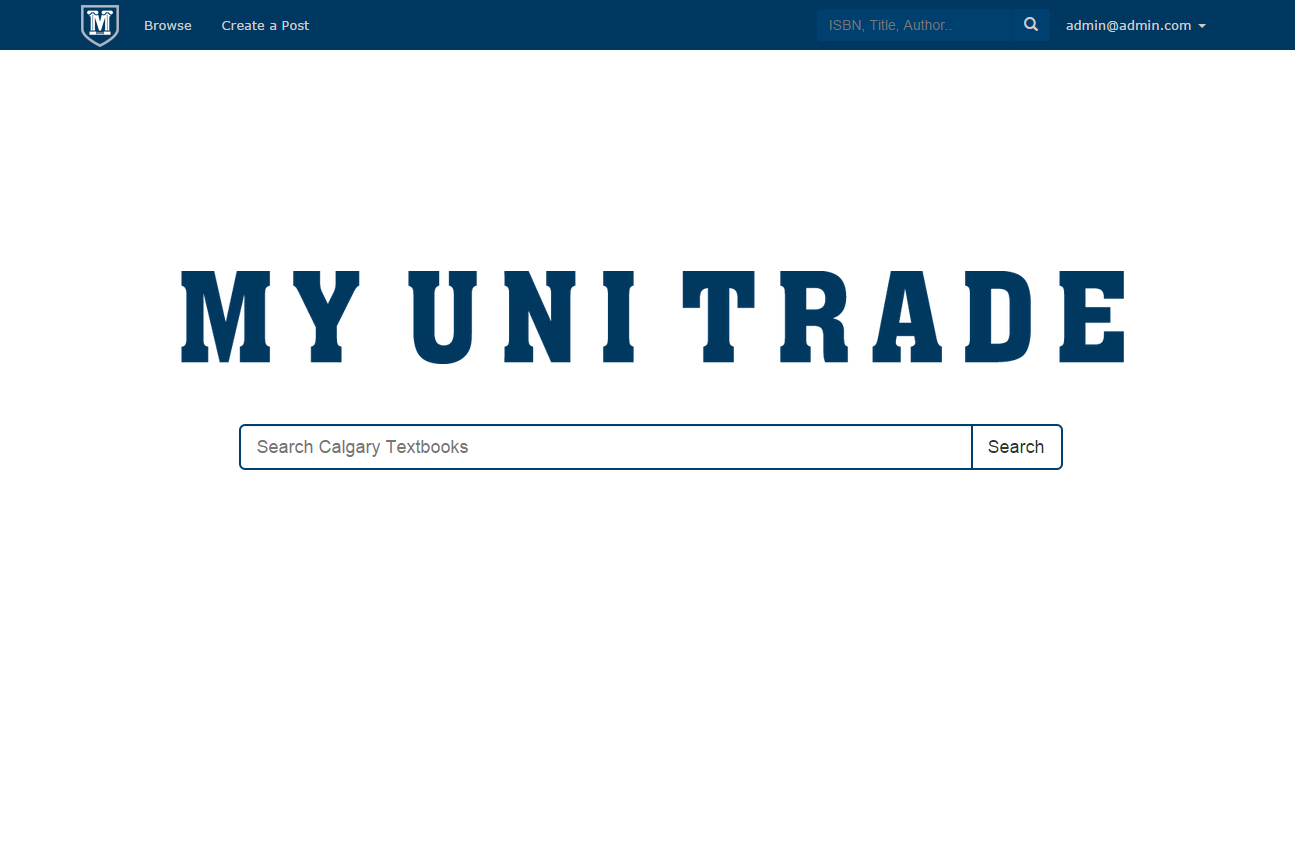 M Browse Create a Post ISBN, Title, Author.. admin@admin.com
MY UNI TRADE
Search Calgary Textbooks Search